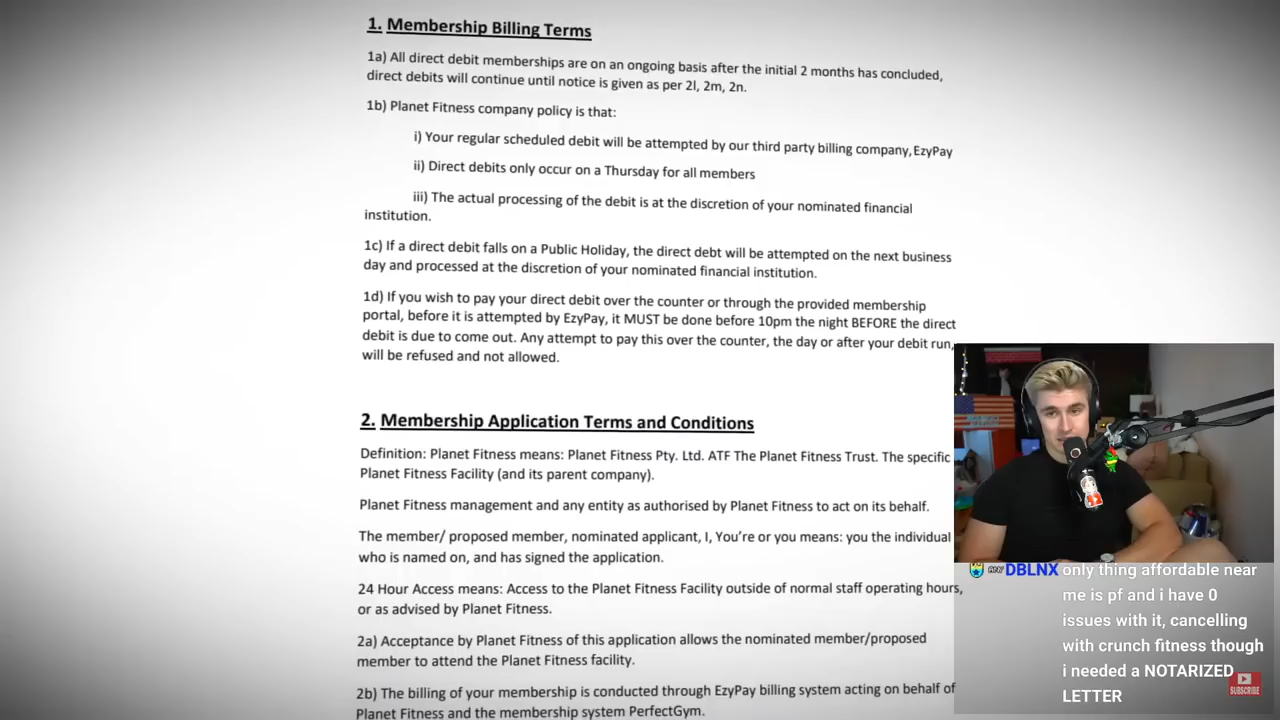 1. Membership Billing Terms
1a) All direct debit memberships are on an ongoing basis after the initial 2 months has concluded,
direct debits will continue until notice is given as per 2l, 2m, 2n.
1b) Planet Fitness company policy is that:
i) Your regular scheduled debit will be attempted by our third party billing company, EzyPay
ii) Direct debits only occur on a Thursday for all members
iii) The actual processing of the debit is at the discretion of your nominated financial
institution.
1c) If a direct debit falls on a Public Holiday, the direct debt will be attempted on the next business
day and processed at the discretion of your nominated financial institution.
1d) If you wish to pay your direct debit over the counter or through the provided membership
portal, before it is attempted by EzyPay, it MUST be done before 10pm the night BEFORE the direct
debit is due to come out. Any attempt to pay this over the counter, the day or after your debit run,
will be refused and not allowed.
2. Membership Application Terms and Conditions
Definition: Planet Fitness means: Planet Fitness Pty. Ltd. ATF The Planet Fitness Trust. The specific
Planet Fitness Facility (and its parent company).
Planet Fitness management and any entity as authorised by Planet Fitness to act on its behalf.
The member/ proposed member, nominated applicant, I, You're or you means: you the individual
who is named on, and has signed the application.
24 Hour Access means: Access to the Planet Fitness Facility outside of normal staff operating hours,
or as advised by Planet Fitness.
2a) Acceptance by Planet Fitness of this application allows the nominated member/proposed
member to attend the Planet Fitness facility.
2b) The billing of your membership is conducted through EzyPay billing system acting on behalf of
Planet Fitness and the membership system PerfectGym.
DBLNX only thing affordable near
me is pf and i have 0
issues with it, cancelling
with crunch fitness though
i needed a NOTARIZED
LETTER
SUBSCRIBE